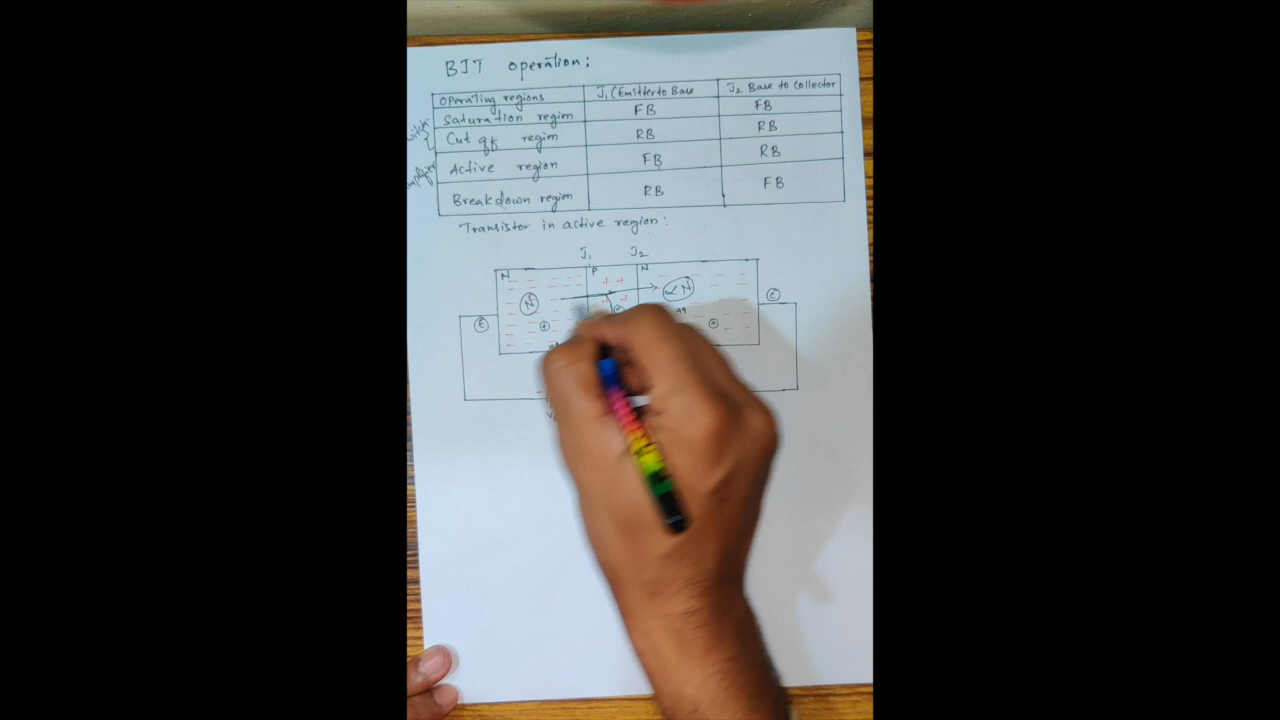 BJT operation:
Operating regions J₁(Emitter to Base J₂ Base to Collector
Saturation region FB FB
Cut off region RB RB
Active region FB RB
Breakdown region RB FB
Transistor in active region:
J₁ J₂
N P N
N αN
E C